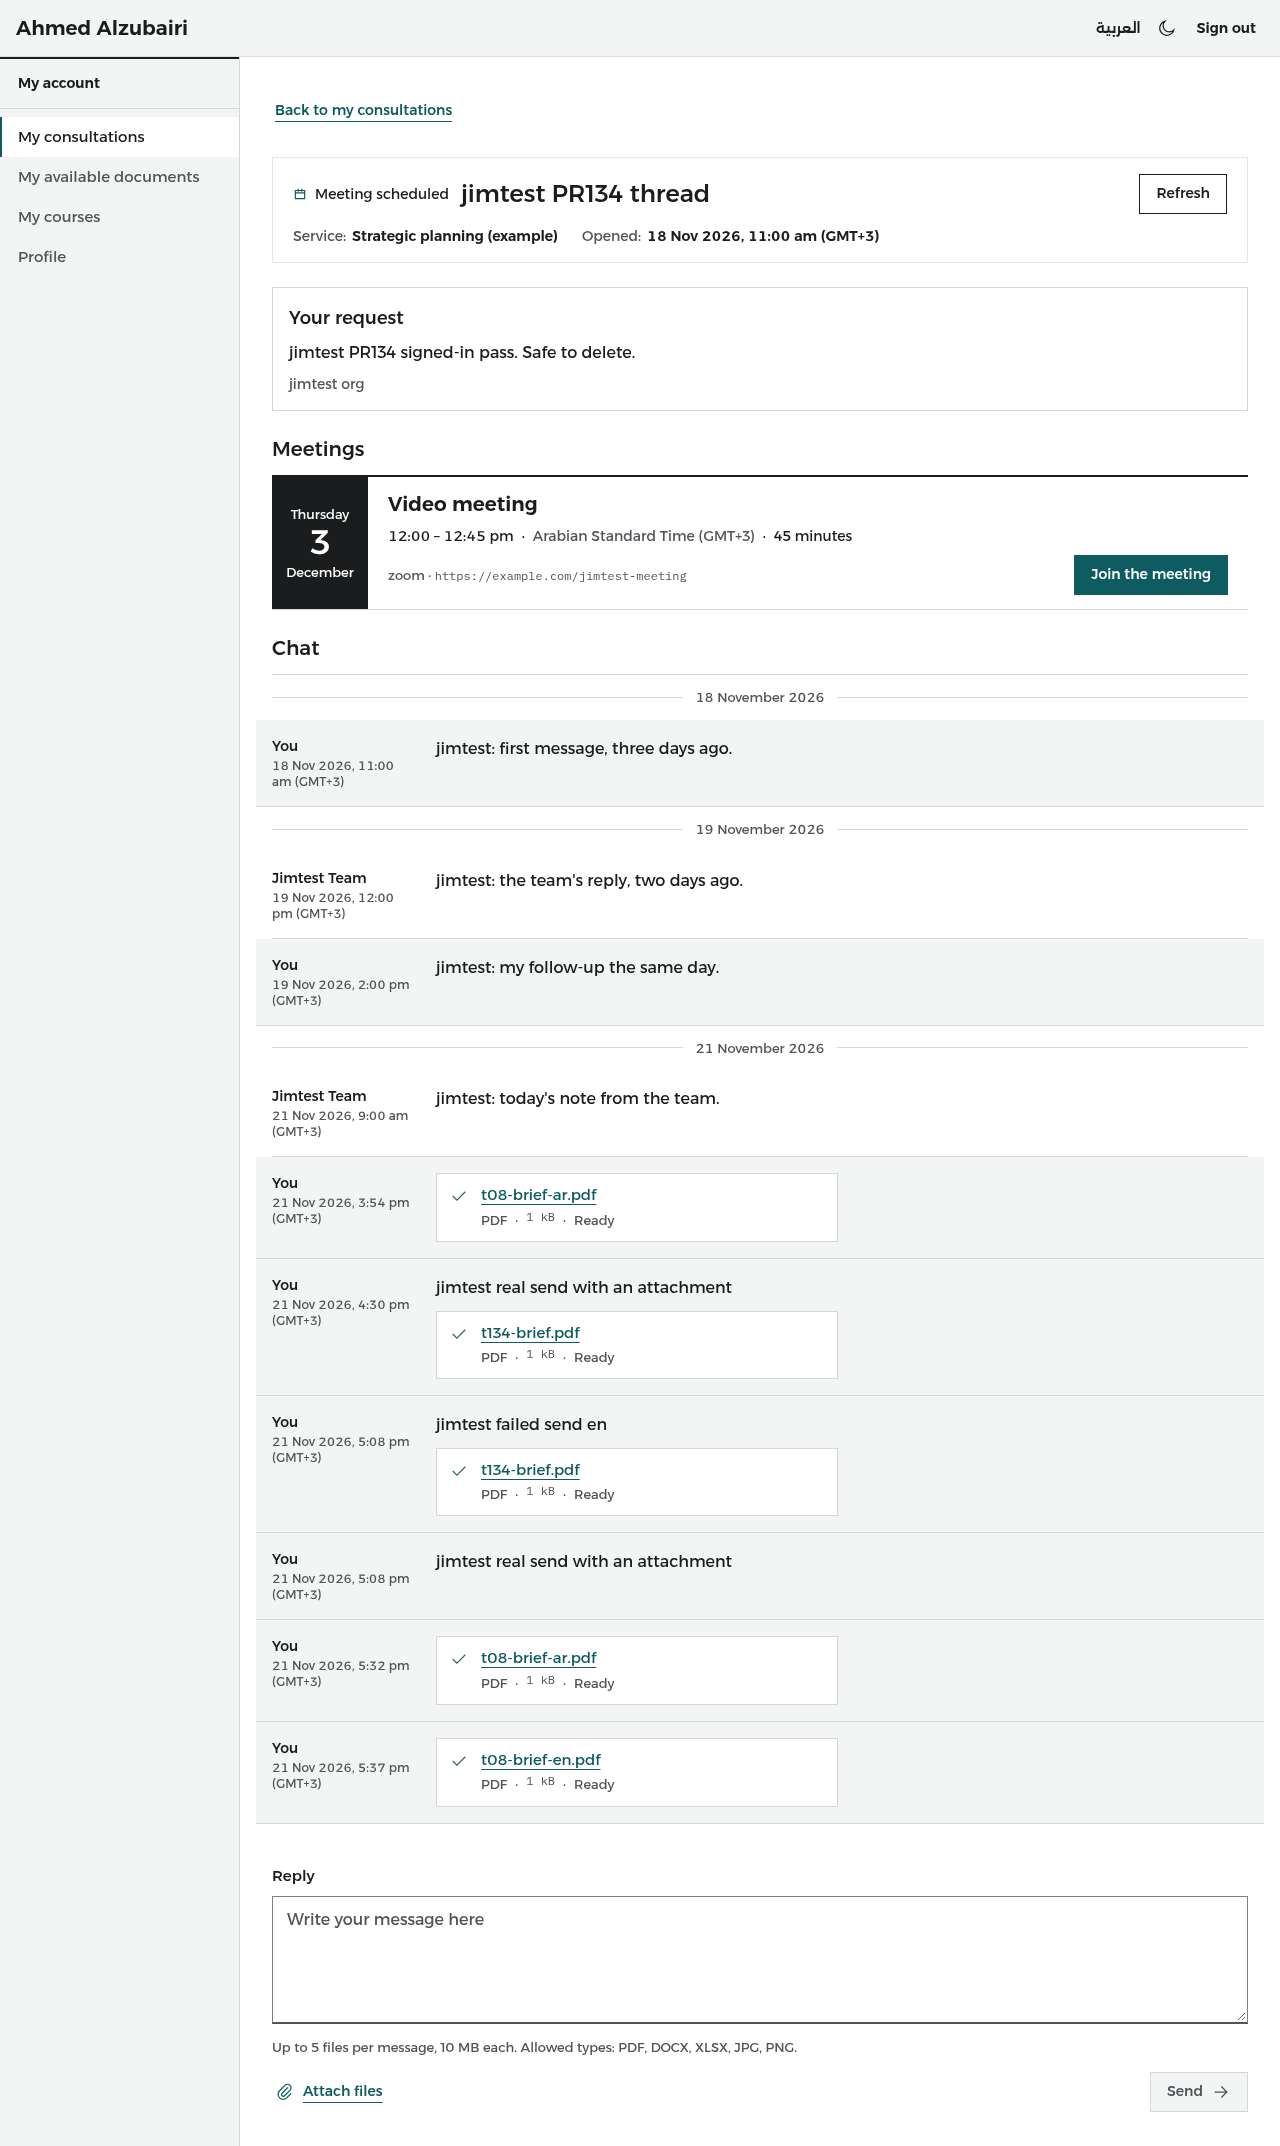 Ahmed Alzubairi
العربية
Sign out
My account
My consultations
My available documents
My courses
Profile
Back to my consultations
Meeting scheduled jimtest PR134 thread
Refresh
Service: Strategic planning (example) Opened: 18 Nov 2026, 11:00 am (GMT+3)
Your request
jimtest PR134 signed-in pass. Safe to delete.
jimtest org
Meetings
Thursday
3
December
Video meeting
12:00 – 12:45 pm · Arabian Standard Time (GMT+3) · 45 minutes
zoom · https://example.com/jimtest-meeting
Join the meeting
Chat
18 November 2026
You
18 Nov 2026, 11:00
am (GMT+3)
jimtest: first message, three days ago.
19 November 2026
Jimtest Team
19 Nov 2026, 12:00
pm (GMT+3)
jimtest: the team's reply, two days ago.
You
19 Nov 2026, 2:00 pm
(GMT+3)
jimtest: my follow-up the same day.
21 November 2026
Jimtest Team
21 Nov 2026, 9:00 am
(GMT+3)
jimtest: today's note from the team.
You
21 Nov 2026, 3:54 pm
(GMT+3)
t08-brief-ar.pdf
PDF · 1 kB · Ready
You
21 Nov 2026, 4:30 pm
(GMT+3)
jimtest real send with an attachment
t134-brief.pdf
PDF · 1 kB · Ready
You
21 Nov 2026, 5:08 pm
(GMT+3)
jimtest failed send en
t134-brief.pdf
PDF · 1 kB · Ready
You
21 Nov 2026, 5:08 pm
(GMT+3)
jimtest real send with an attachment
You
21 Nov 2026, 5:32 pm
(GMT+3)
t08-brief-ar.pdf
PDF · 1 kB · Ready
You
21 Nov 2026, 5:37 pm
(GMT+3)
t08-brief-en.pdf
PDF · 1 kB · Ready
Reply
Write your message here
Up to 5 files per message, 10 MB each. Allowed types: PDF, DOCX, XLSX, JPG, PNG.
Attach files
Send